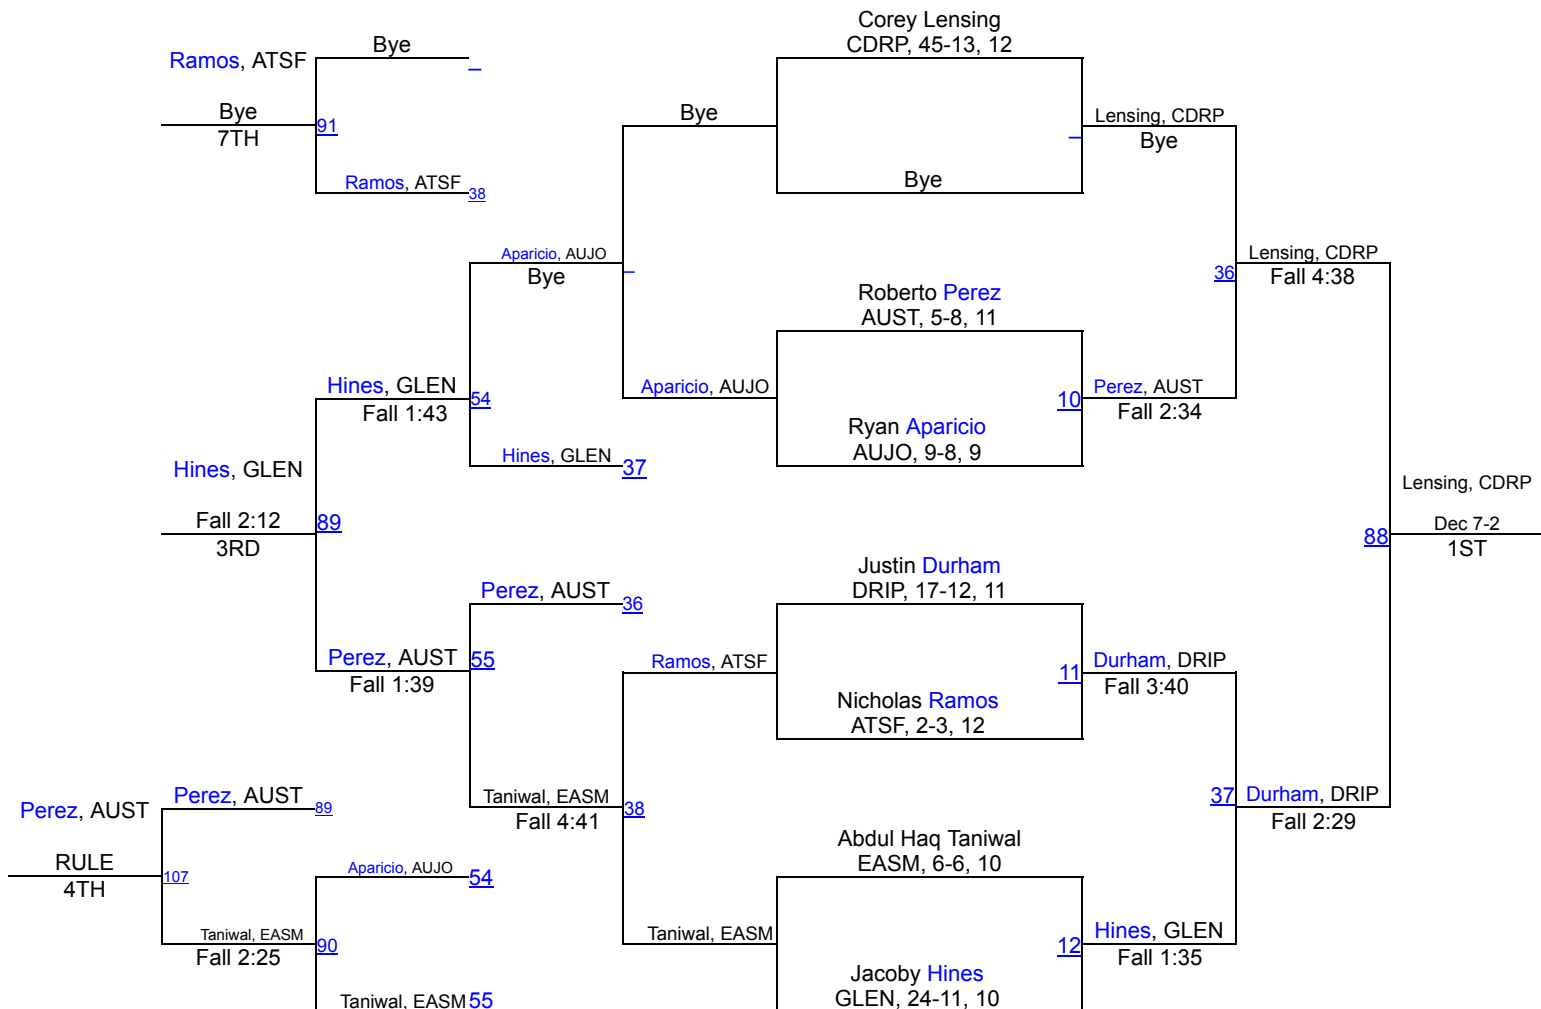 Corey Lensing
CDRP, 45-13, 12
Bye
Ramos, ATSF
_
Bye
7TH
91
Bye
Lensing, CDRP
_
Bye
Ramos, ATSF
38
Bye
Aparicio, AUJO
_
Bye
Lensing, CDRP
36
Fall 4:38
Roberto Perez
AUST, 5-8, 11
Hines, GLEN
54
Fall 1:43
Aparicio, AUJO
10
Perez, AUST
Fall 2:34
Ryan Aparicio
AUJO, 9-8, 9
Hines, GLEN
37
Hines, GLEN
Fall 2:12
89
3RD
Lensing, CDRP
Dec 7-2
88
1ST
Justin Durham
DRIP, 17-12, 11
Perez, AUST
36
Perez, AUST
55
Fall 1:39
Ramos, ATSF
11
Durham, DRIP
Fall 3:40
Nicholas Ramos
ATSF, 2-3, 12
Perez, AUST
Perez, AUST
89
Taniwal, EASM
38
Fall 4:41
37
Durham, DRIP
Fall 2:29
Abdul Haq Taniwal
EASM, 6-6, 10
RULE
107
4TH
Aparicio, AUJO
54
Taniwal, EASM
90
Fall 2:25
Taniwal, EASM
12
Hines, GLEN
Fall 1:35
Jacoby Hines
GLEN, 24-11, 10
Taniwal, EASM
55